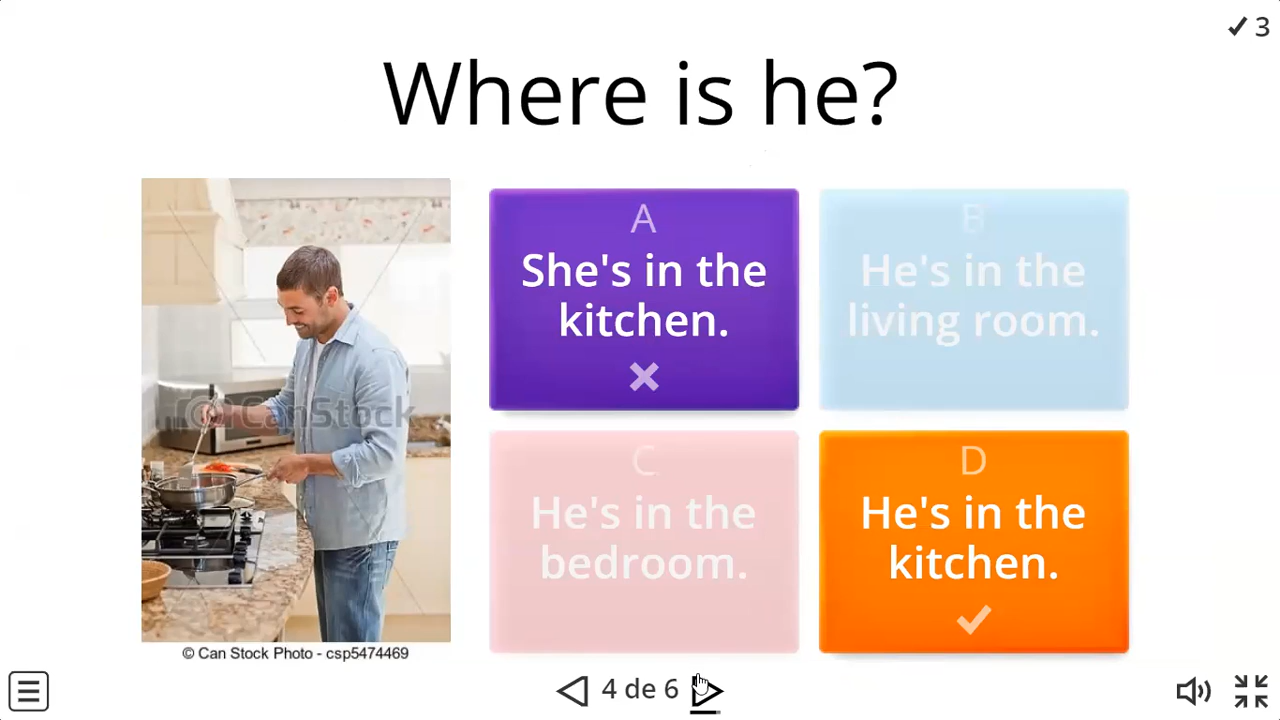 3
Where is he?
A
She's in the
kitchen.
B
He's in the
living room.
© CanStock
C
He's in the
bedroom.
D
He's in the
kitchen.
© Can Stock Photo - csp5474469
4 de 6